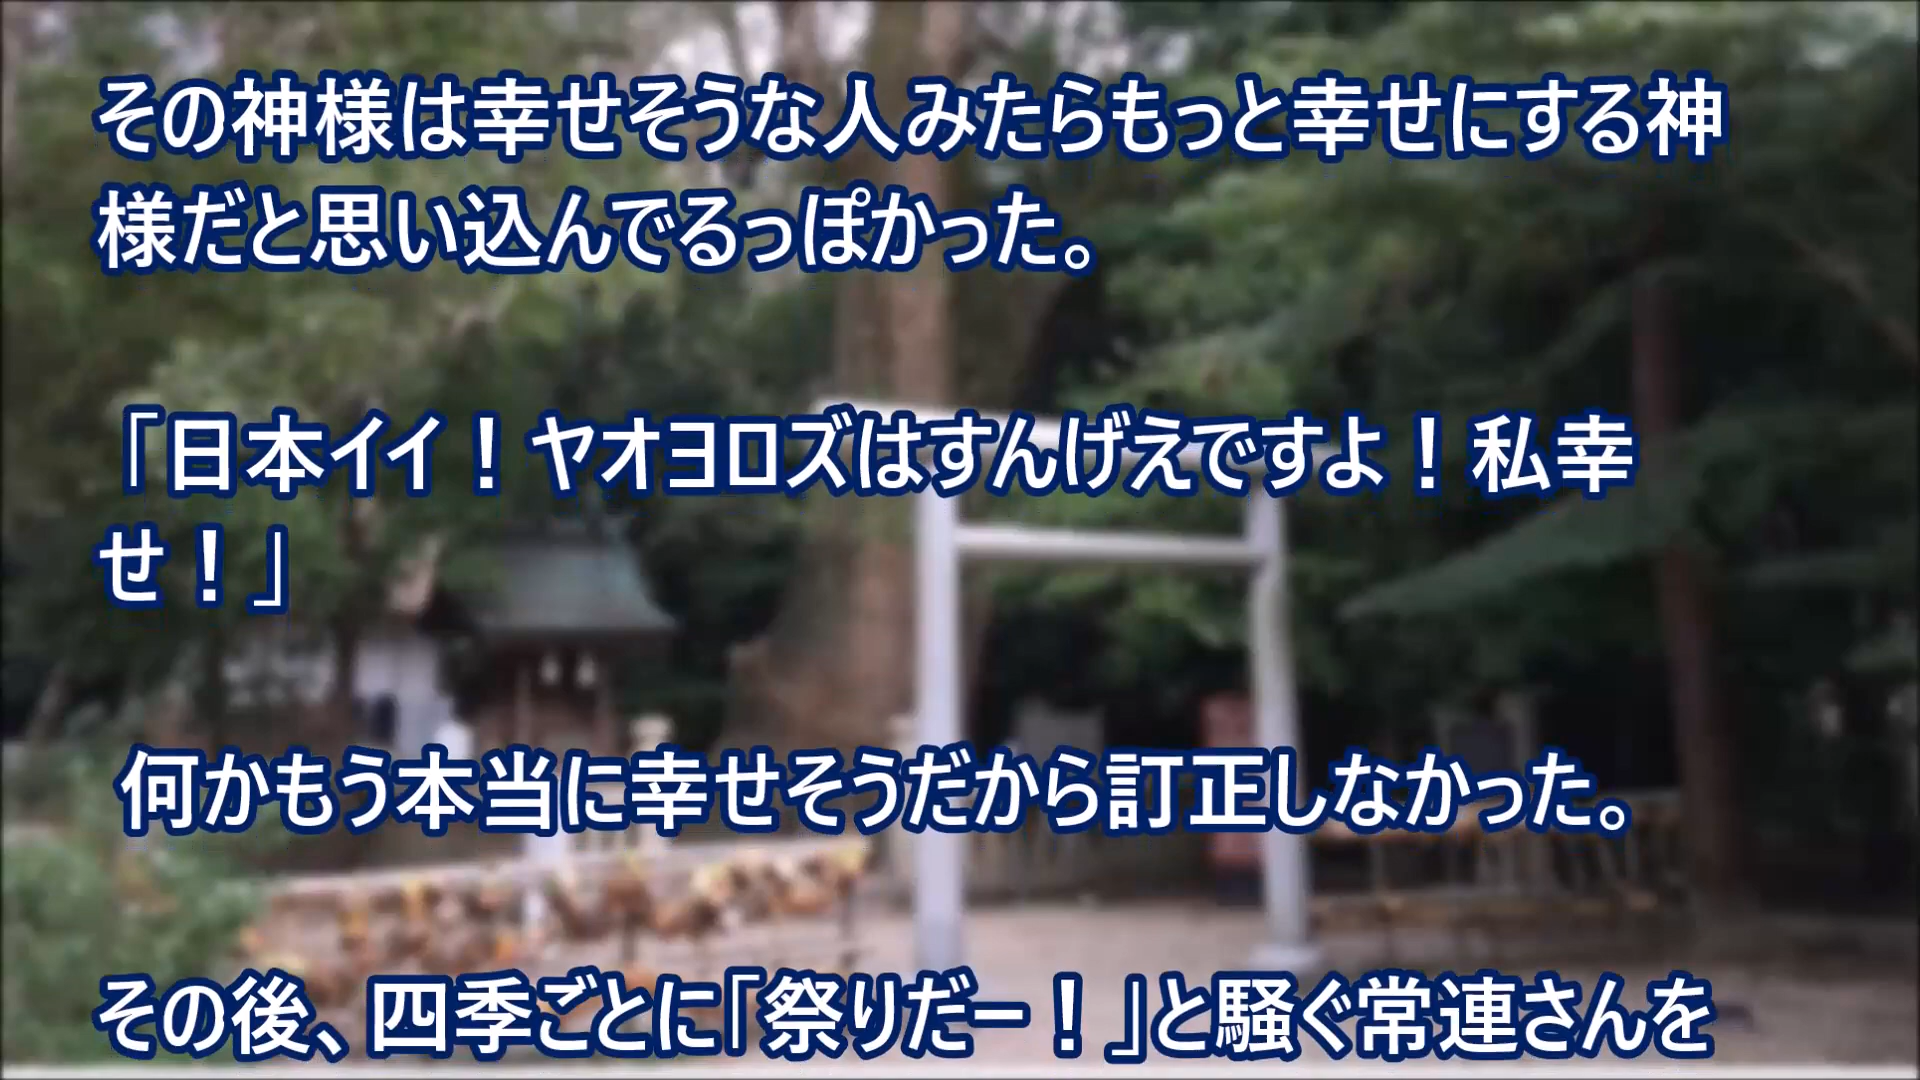 その神様は幸せそうな人みたらもっと幸せにする神
様だと思い込んでるっぽかった。
「日本イイ！ヤオヨロズはすんげえですよ！私幸
せ！」
何かもう本当に幸せそうだから訂正しなかった。
その後、四季ごとに「祭りだー！」と騒ぐ常連さんを